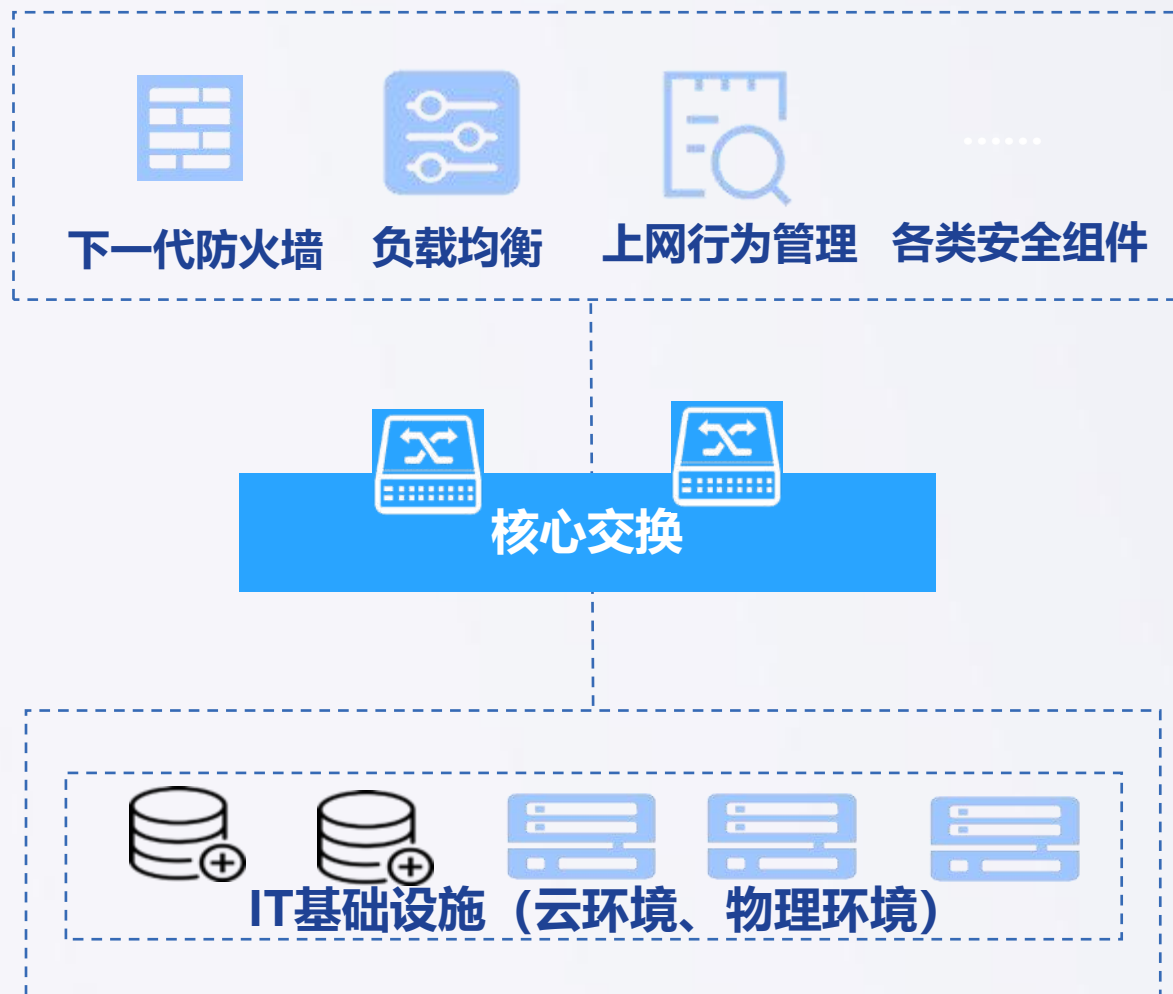 ......
下一代防火墙 负载均衡 上网行为管理 各类安全组件
核心交换
IT基础设施（云环境、物理环境）